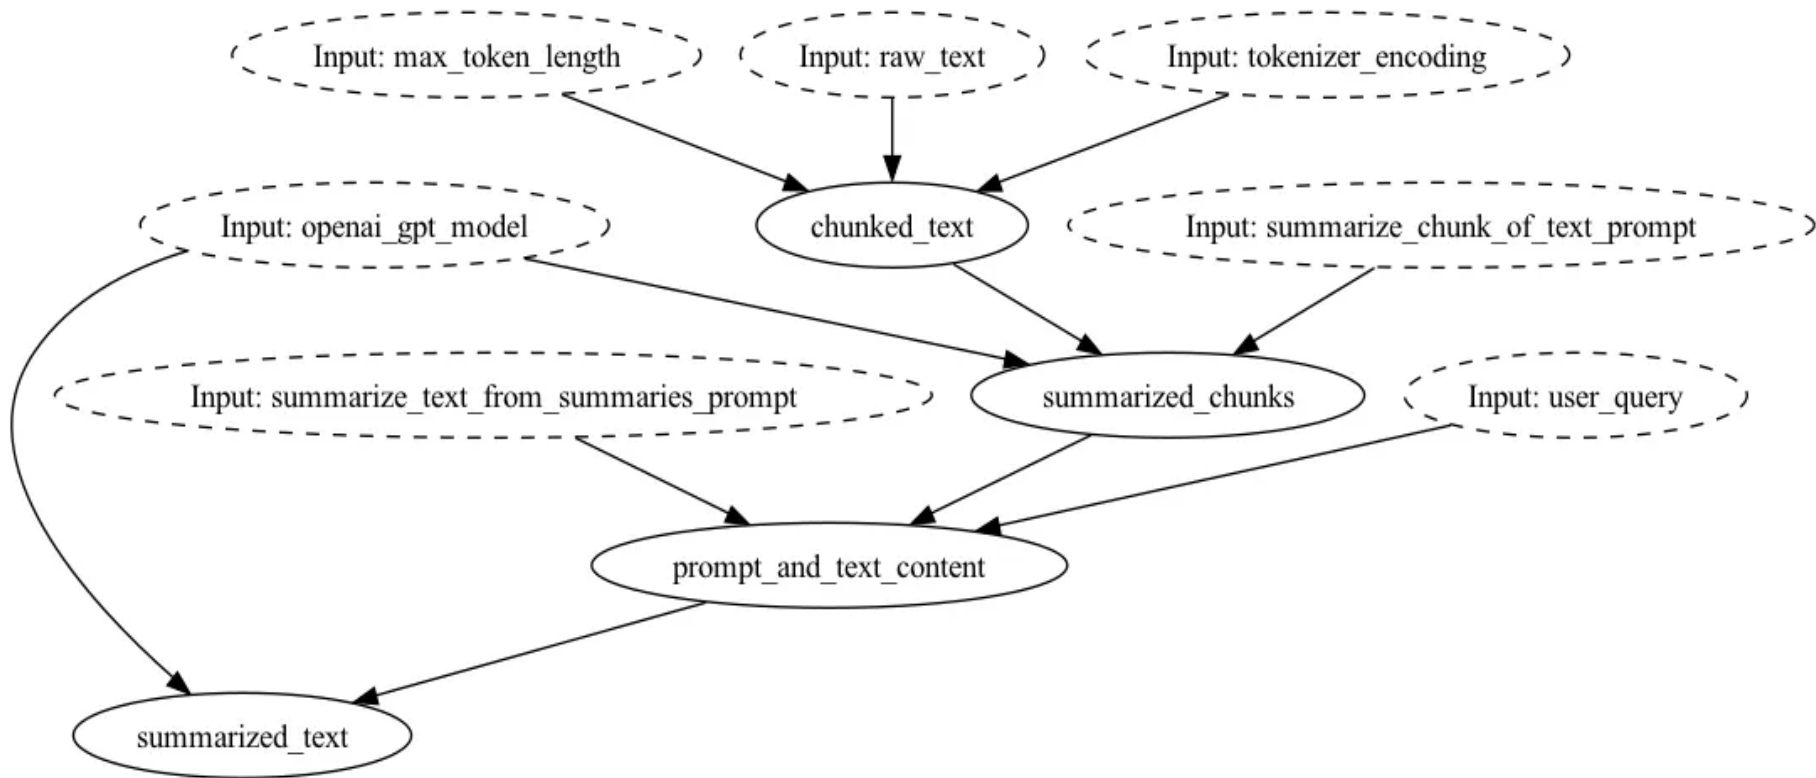 Input: max_token_length
Input: raw_text
Input: tokenizer_encoding
Input: openai_gpt_model
chunked_text
Input: summarize_chunk_of_text_prompt
Input: summarize_text_from_summaries_prompt
summarized_chunks
Input: user_query
prompt_and_text_content
summarized_text